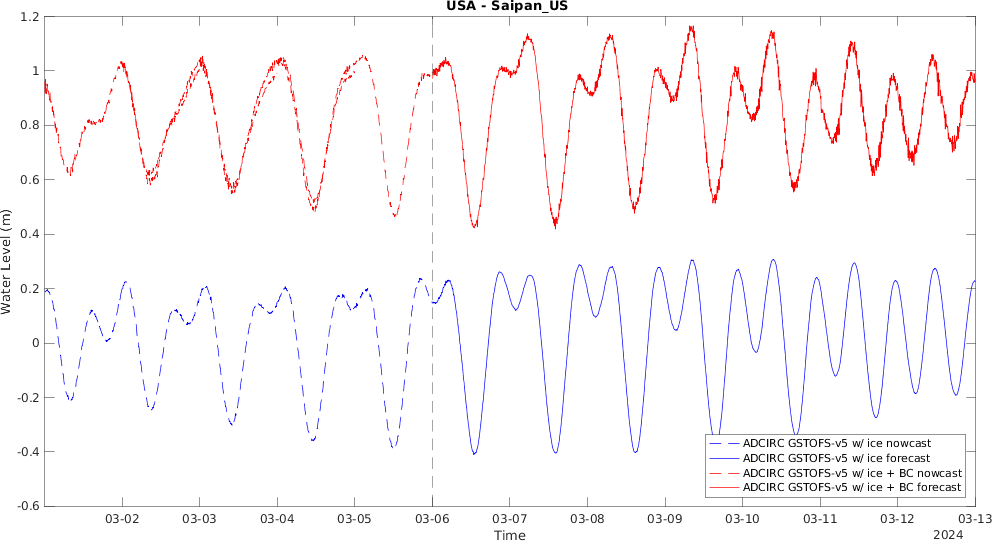 USA - Saipan_US
1.2
1
0.8
0.6
0.4
0.2
0
-0.2
-0.4
-0.6
Water Level (m)
03-02 03-03 03-04 03-05 03-06 03-07 03-08 03-09 03-10 03-11 03-12 03-13
Time
2024
ADCIRC GSTOFS-v5 w/ ice nowcast
ADCIRC GSTOFS-v5 w/ ice forecast
ADCIRC GSTOFS-v5 w/ ice + BC nowcast
ADCIRC GSTOFS-v5 w/ ice + BC forecast